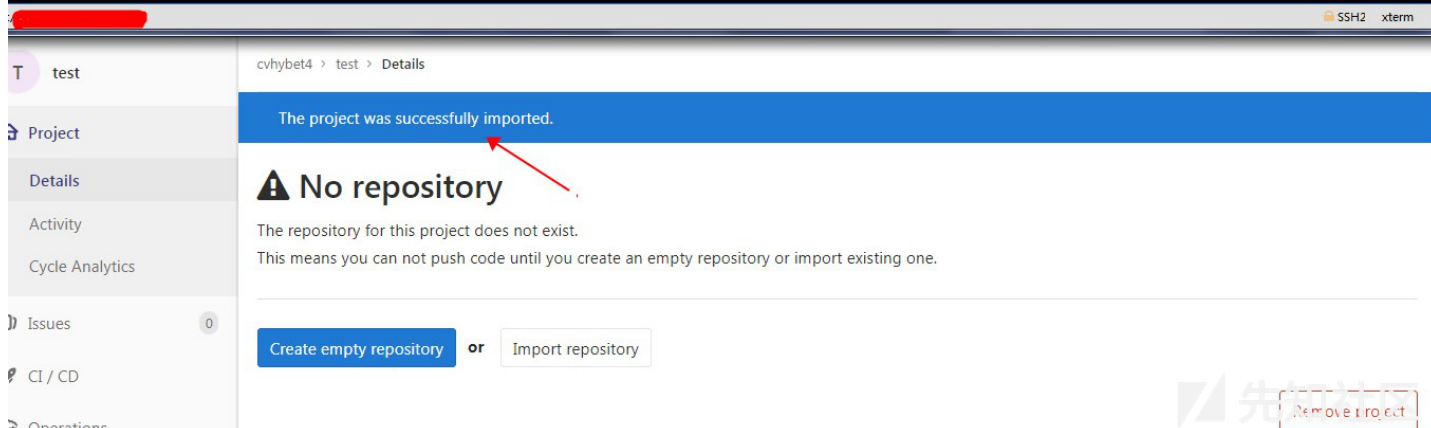 SSH2 xterm
T test
cvhybet4 > test > Details
The project was successfully imported.
Project
Details
Activity
Cycle Analytics
Issues 0
CI / CD
Operations
No repository
The repository for this project does not exist.
This means you can not push code until you create an empty repository or import existing one.
Create empty repository or Import repository
Remove project
先知社区